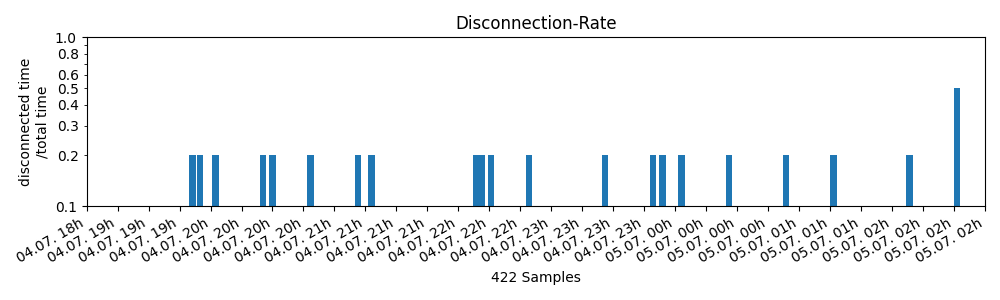 Disconnection-Rate
disconnected time
/total time
1.0
0.8
0.6
0.5
0.4
0.3
0.2
0.1
04.07. 18h
04.07. 19h
04.07. 19h
04.07. 19h
04.07. 20h
04.07. 20h
04.07. 20h
04.07. 20h
04.07. 21h
04.07. 21h
04.07. 21h
04.07. 21h
04.07. 22h
04.07. 22h
04.07. 22h
04.07. 23h
04.07. 23h
04.07. 23h
04.07. 23h
05.07. 00h
05.07. 00h
05.07. 00h
05.07. 00h
05.07. 01h
05.07. 01h
05.07. 01h
05.07. 02h
05.07. 02h
05.07. 02h
05.07. 02h
422 Samples